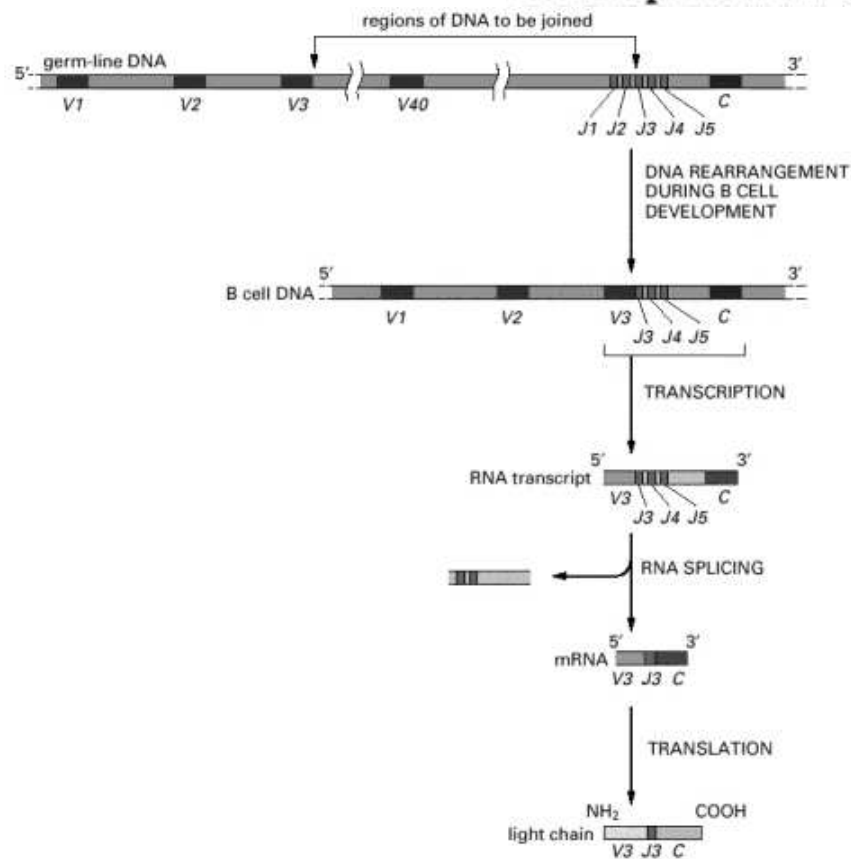 regions of DNA to be joined
germ-line DNA
5′ 3′
V1 V2 V3 V40 C
J1 J2 J3 J4 J5
DNA REARRANGEMENT
DURING B CELL
DEVELOPMENT
5′ 3′
B cell DNA
V1 V2 V3 C
J3 J4 J5
TRANSCRIPTION
5′ 3′
RNA transcript
V3 C
J3 J4 J5
RNA SPLICING
5′ 3′
mRNA
V3 J3 C
TRANSLATION
NH₂ COOH
light chain
V3 J3 C